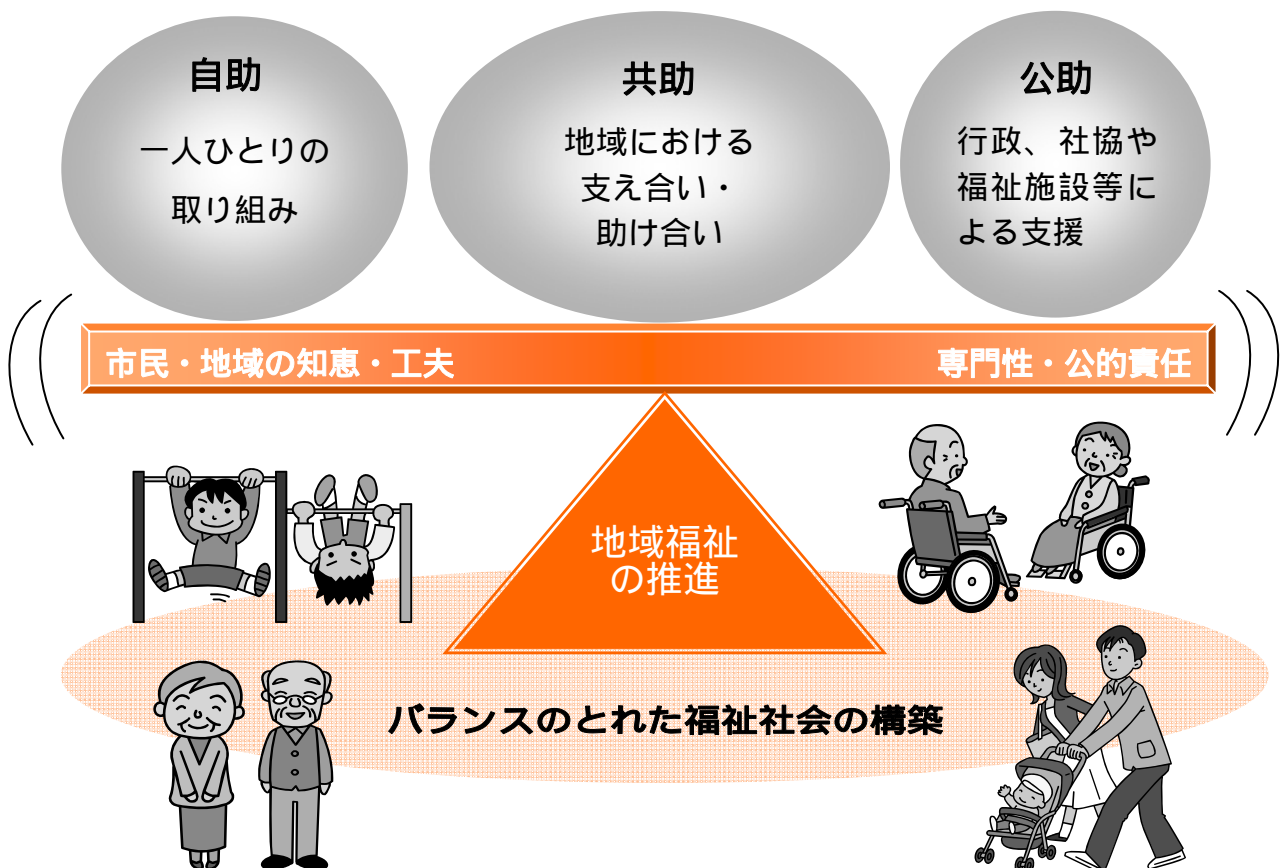 自助
一人ひとりの
取り組み
共助
地域における
支え合い・
助け合い
公助
行政、社協や
福祉施設等に
よる支援
市民・地域の知恵・工夫
専門性・公的責任
地域福祉
の推進
バランスのとれた福祉社会の構築